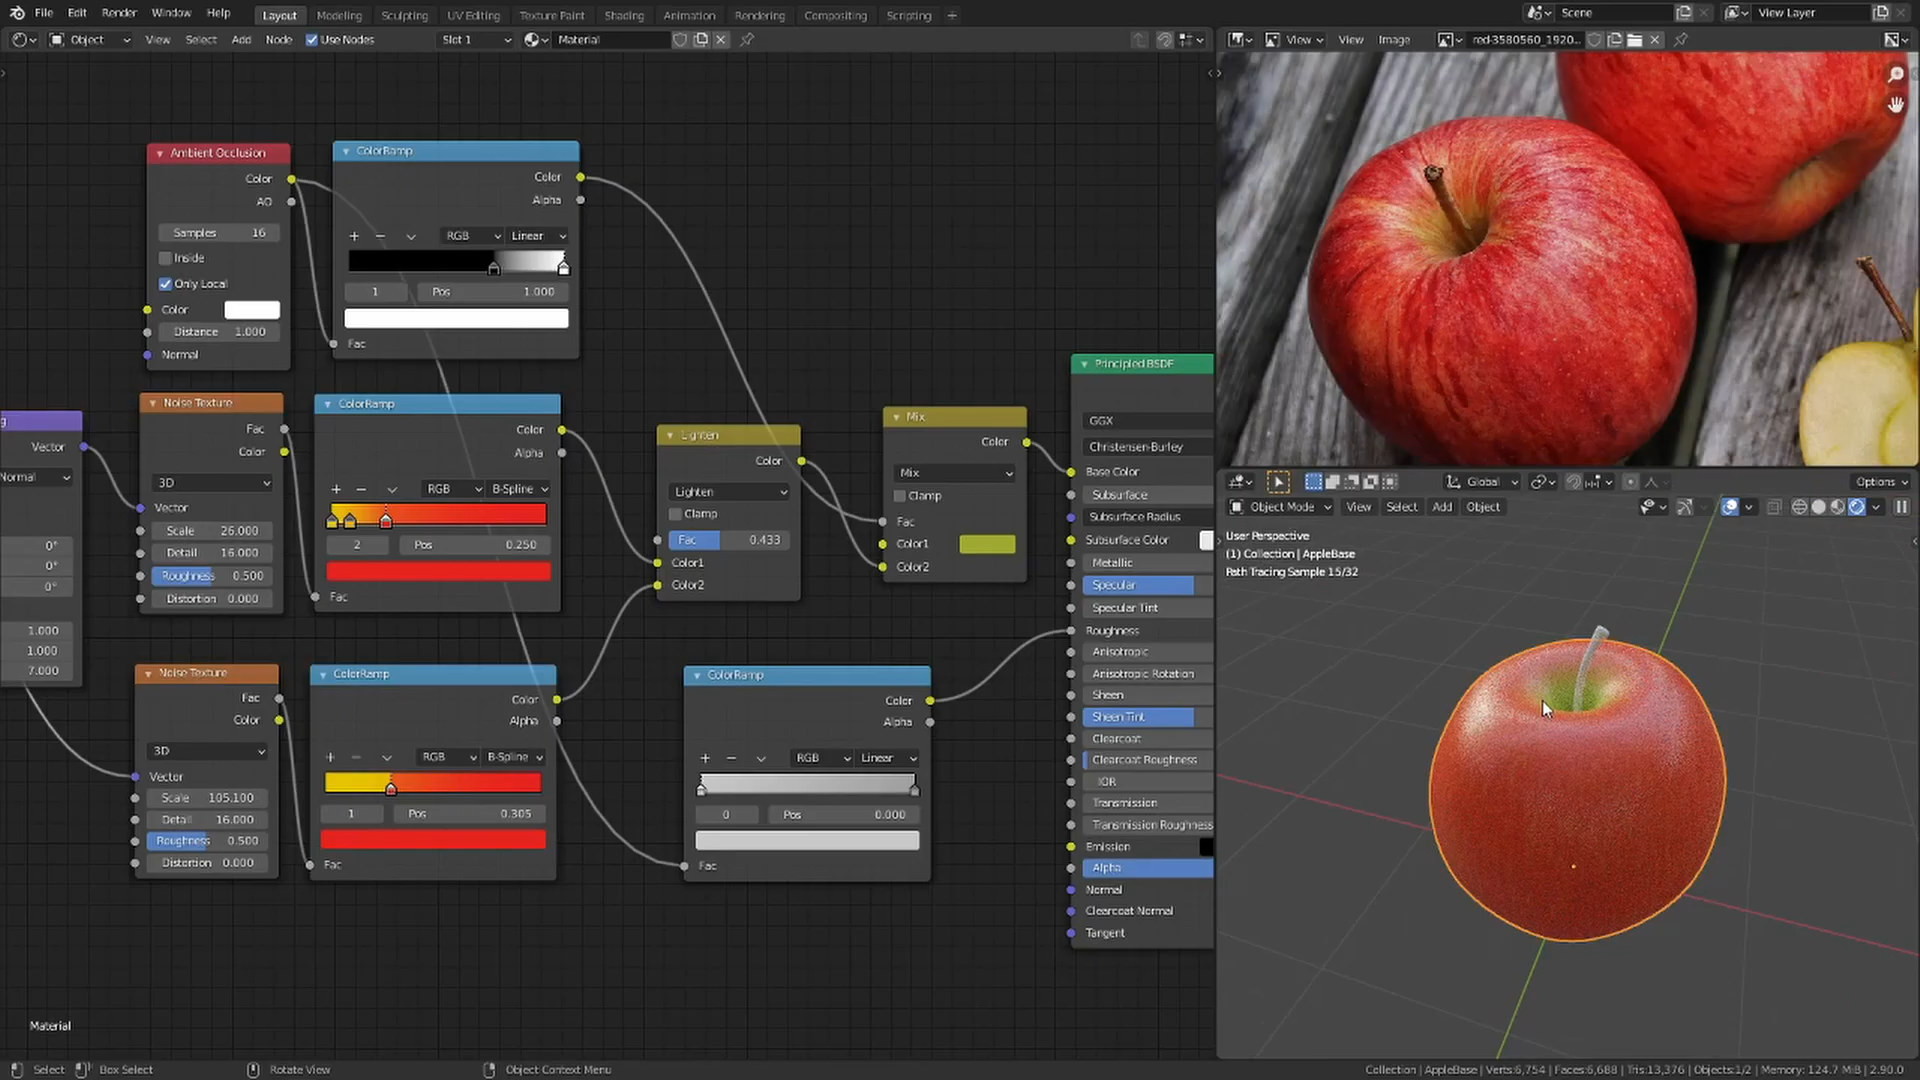 File Edit Render Window Help Layout Modeling Sculpting UV Editing Texture Paint Shading Animation Rendering Compositing Scripting + Scene View Layer
Object View Select Add Node Use Nodes Slot 1 Material View View Image red-3580560_1920...
Ambient Occlusion
Color
AO
Samples 16
Inside
Only Local
Color
Distance 1.000
Normal
ColorRamp
Color
Alpha
+ − RGB Linear
1 Pos 1.000
Fac
g
Vector
Normal
0°
0°
0°
1.000
1.000
7.000
Noise Texture
Fac
Color
3D
Vector
Scale 26.000
Detail 16.000
Roughness 0.500
Distortion 0.000
ColorRamp
Color
Alpha
+ − RGB B-Spline
2 Pos 0.250
Fac
Lighten
Color
Lighten
Clamp
Fac 0.433
Color1
Color2
Mix
Color
Mix
Clamp
Fac
Color1
Color2
Noise Texture
Fac
Color
3D
Vector
Scale 105.100
Detail 16.000
Roughness 0.500
Distortion 0.000
ColorRamp
Color
Alpha
+ − RGB B-Spline
1 Pos 0.305
Fac
ColorRamp
Color
Alpha
+ − RGB Linear
0 Pos 0.000
Fac
Principled BSDF
GGX
Christensen-Burley
Base Color
Subsurface
Subsurface Radius
Subsurface Color
Metallic
Specular
Specular Tint
Roughness
Anisotropic
Anisotropic Rotation
Sheen
Sheen Tint
Clearcoat
Clearcoat Roughness
IOR
Transmission
Transmission Roughness
Emission
Alpha
Normal
Clearcoat Normal
Tangent
Global Options
Object Mode View Select Add Object
User Perspective
(1) Collection | AppleBase
Path Tracing Sample 15/32
Material
Select Box Select Rotate View Object Context Menu Collection | AppleBase | Verts:6,754 | Faces:6,688 | Tris:13,376 | Objects:1/2 | Memory: 124.7 MiB | 2.90.0